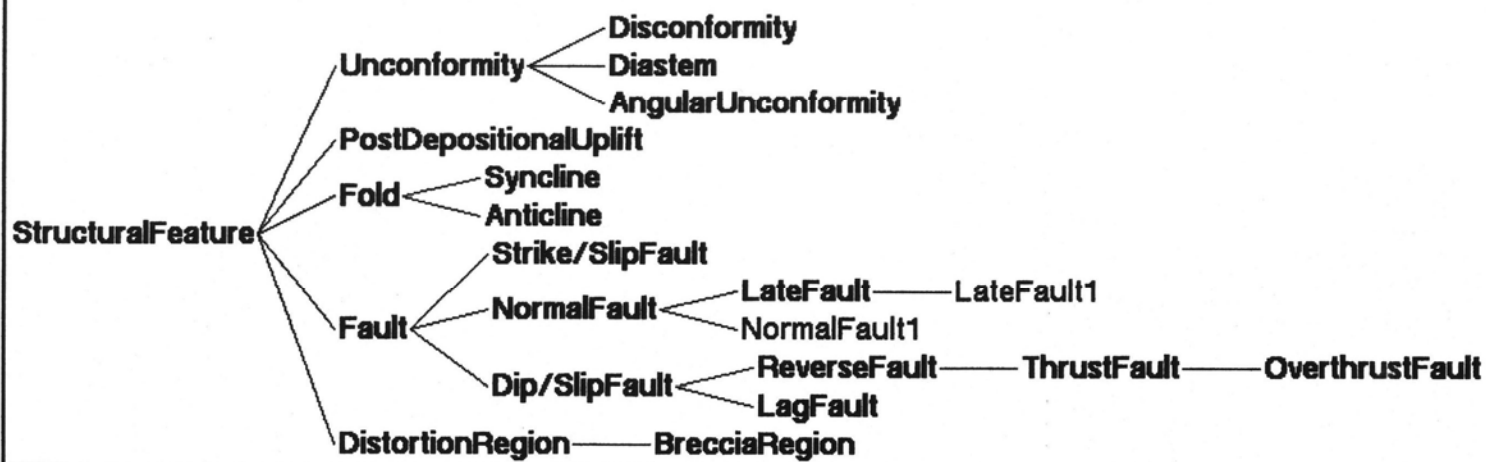 Disconformity
Unconformity Diastem
AngularUnconformity
PostDepositionalUplift
Syncline
Fold
Anticline
StructuralFeature
Strike/SlipFault
LateFault LateFault1
NormalFault
Fault NormalFault1
ReverseFault ThrustFault OverthrustFault
Dip/SlipFault
LagFault
DistortionRegion BrecciaRegion